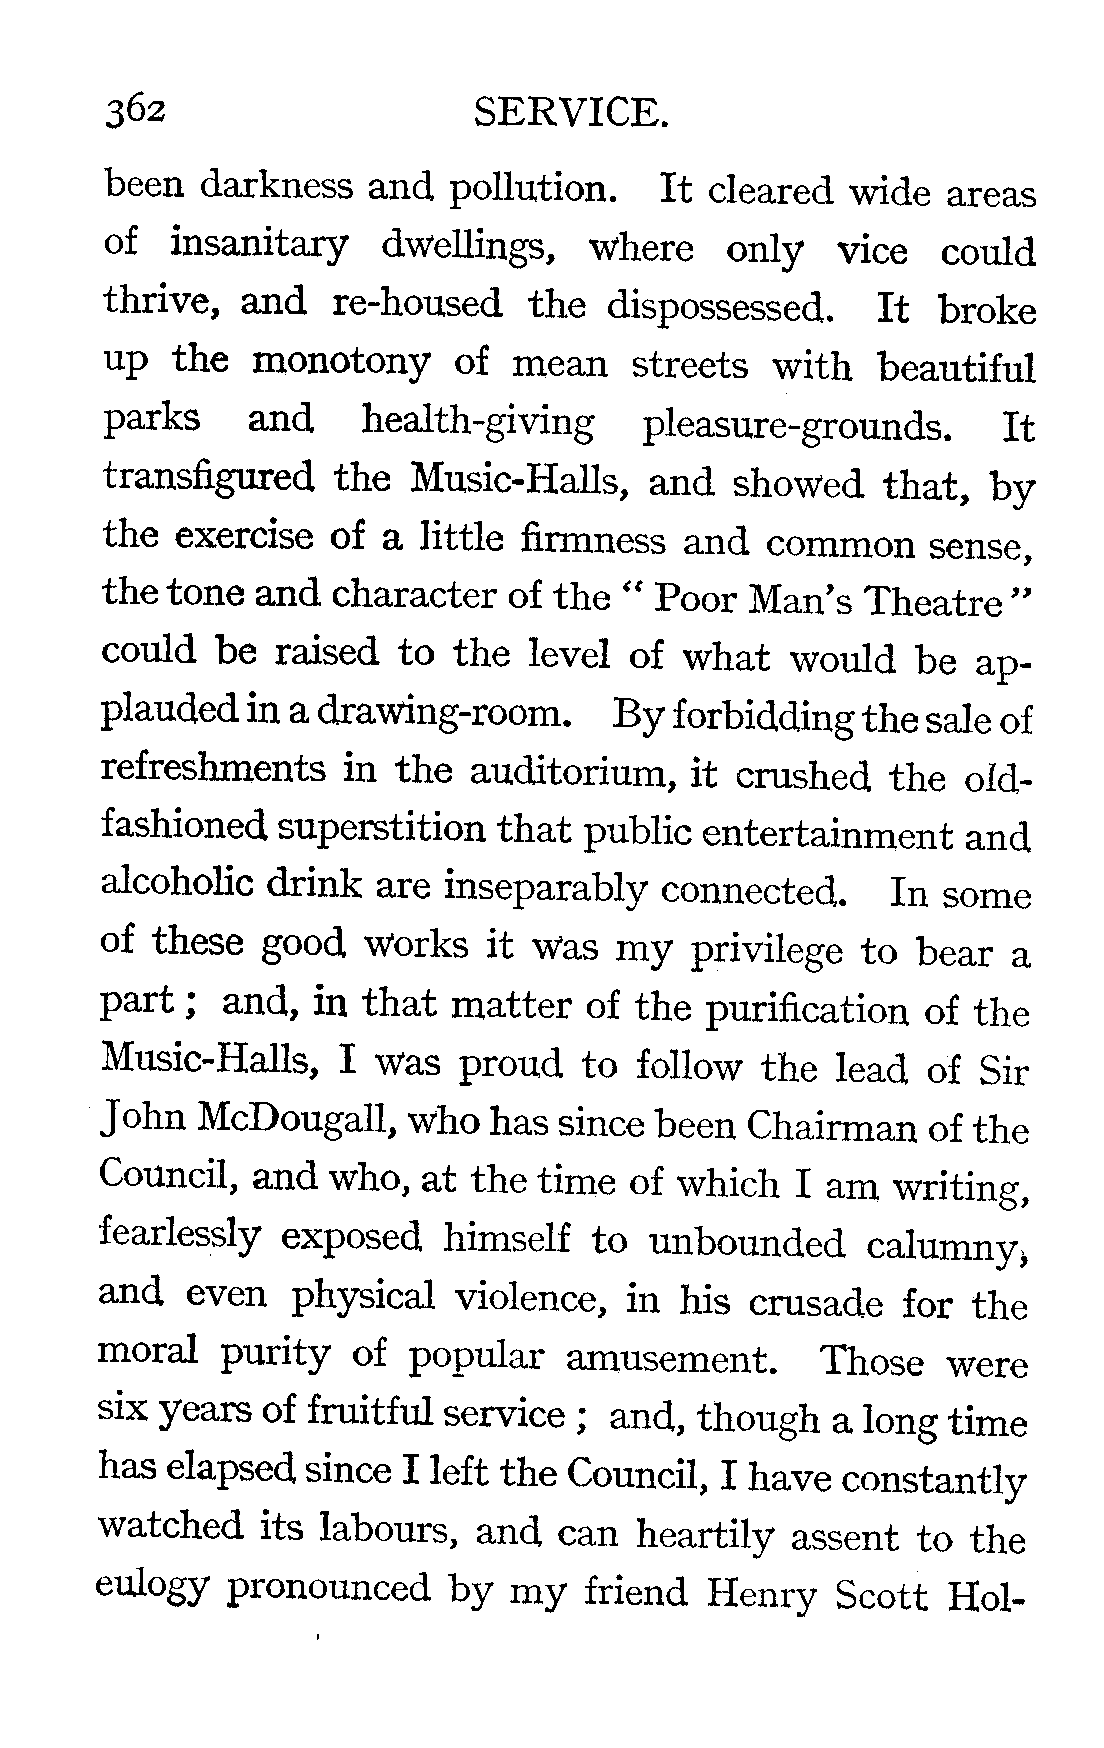 362 SERVICE.
been darkness and pollution. It cleared wide areas
of insanitary dwellings, where only vice could
thrive, and re-housed the dispossessed. It broke
up the monotony of mean streets with beautiful
parks and health-giving pleasure-grounds. It
transfigured the Music-Halls, and showed that, by
the exercise of a little firmness and common sense,
the tone and character of the " Poor Man's Theatre "
could be raised to the level of what would be ap-
plauded in a drawing-room. By forbidding the sale of
refreshments in the auditorium, it crushed the old-
fashioned superstition that public entertainment and
alcoholic drink are inseparably connected. In some
of these good works it was my privilege to bear a
part ; and, in that matter of the purification of the
Music-Halls, I was proud to follow the lead of Sir
John McDougall, who has since been Chairman of the
Council, and who, at the time of which I am writing,
fearlessly exposed himself to unbounded calumny,
and even physical violence, in his crusade for the
moral purity of popular amusement. Those were
six years of fruitful service ; and, though a long time
has elapsed since I left the Council, I have constantly
watched its labours, and can heartily assent to the
eulogy pronounced by my friend Henry Scott Hol-